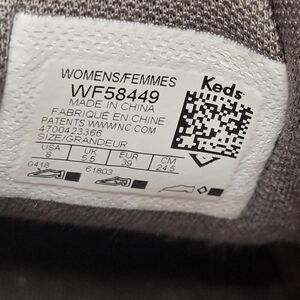 WOMENS/FEMMES
WF58449
MADE IN CHINA
FABRIQUÉ EN CHINE
PATENTS WWWNC.COM
4700423366
SIZE/GRANDEUR
USA UK EUR CM
8 5.5 39 24.5
0418 61803
Keds